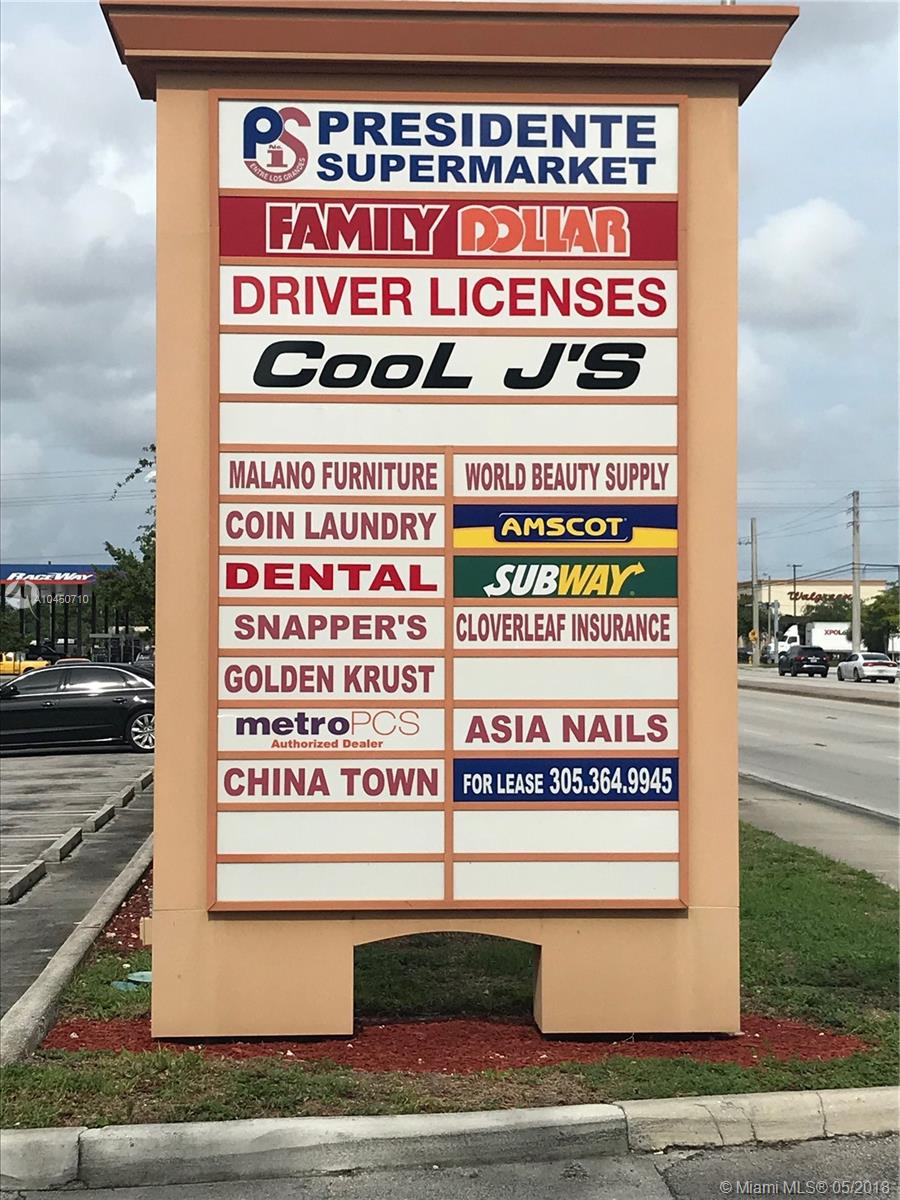 PS
No.
1
ENTRE LOS GRANDES
PRESIDENTE
SUPERMARKET
FAMILY DOLLAR
DRIVER LICENSES
COOL J'S
MALANO FURNITURE
WORLD BEAUTY SUPPLY
COIN LAUNDRY
AMSCOT
DENTAL
SUBWAY
SNAPPER'S
CLOVERLEAF INSURANCE
GOLDEN KRUST
metroPCS
Authorized Dealer
ASIA NAILS
CHINA TOWN
FOR LEASE 305.364.9945
RACEWAY
A10450710
Walgreens
XPOLO
© Miami MLS® 05/2018